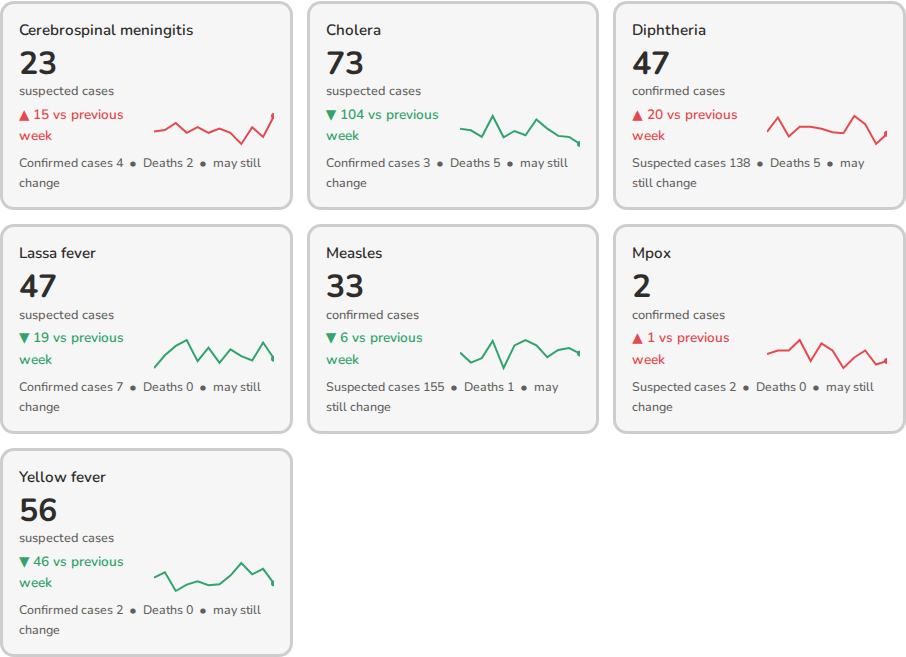 Cerebrospinal meningitis
23
suspected cases
▲ 15 vs previous
week
Confirmed cases 4 ● Deaths 2 ● may still
change
Cholera
73
suspected cases
▼ 104 vs previous
week
Confirmed cases 3 ● Deaths 5 ● may still
change
Diphtheria
47
confirmed cases
▲ 20 vs previous
week
Suspected cases 138 ● Deaths 5 ● may
still change
Lassa fever
47
suspected cases
▼ 19 vs previous
week
Confirmed cases 7 ● Deaths 0 ● may still
change
Measles
33
confirmed cases
▼ 6 vs previous
week
Suspected cases 155 ● Deaths 1 ● may
still change
Mpox
2
confirmed cases
▲ 1 vs previous
week
Suspected cases 2 ● Deaths 0 ● may still
change
Yellow fever
56
suspected cases
▼ 46 vs previous
week
Confirmed cases 2 ● Deaths 0 ● may still
change